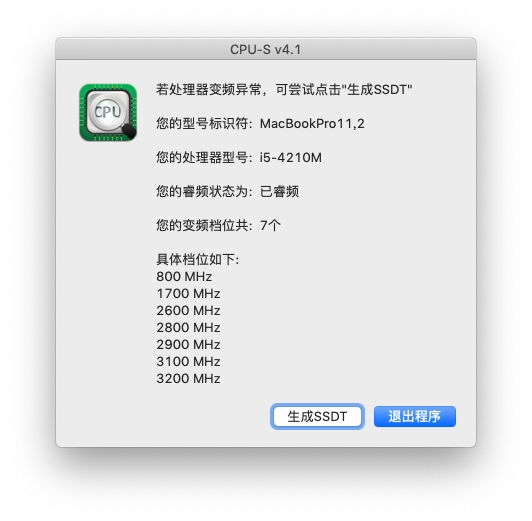 CPU-S v4.1
CPU
若处理器变频异常，可尝试点击"生成SSDT"
您的型号标识符: MacBookPro11,2
您的处理器型号: i5-4210M
您的睿频状态为: 已睿频
您的变频档位共: 7个
具体档位如下:
800 MHz
1700 MHz
2600 MHz
2800 MHz
2900 MHz
3100 MHz
3200 MHz
生成SSDT
退出程序